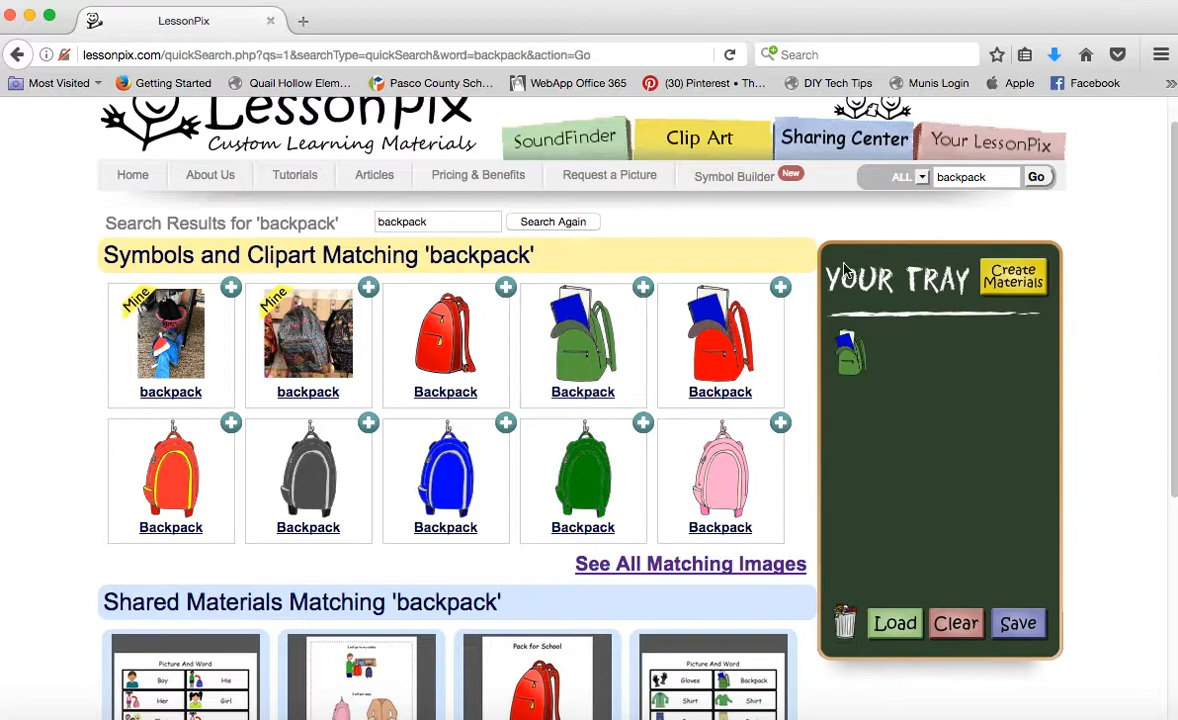 LessonPix
lessonpix.com/quickSearch.php?qs=1&searchType=quickSearch&word=backpack&action=Go
Search
Most Visited
Getting Started
Quail Hollow Elem...
Pasco County Sch...
WebApp Office 365
(30) Pinterest • Th...
DIY Tech Tips
Munis Login
Apple
Facebook
LessonPix
Custom Learning Materials
SoundFinder
Clip Art
Sharing Center
Your LessonPix
Home
About Us
Tutorials
Articles
Pricing & Benefits
Request a Picture
Symbol Builder
New
ALL
backpack
Go
Search Results for 'backpack'
backpack
Search Again
Symbols and Clipart Matching 'backpack'
YOUR TRAY
Create
Materials
Mine
Mine
backpack
backpack
Backpack
Backpack
Backpack
Backpack
Backpack
Backpack
Backpack
Backpack
See All Matching Images
Load
Clear
Save
Shared Materials Matching 'backpack'
Picture And Word
Boy
His
Her
Girl
Pack for School
Picture And Word
Gloves
Backpack
Shirt
Shirt